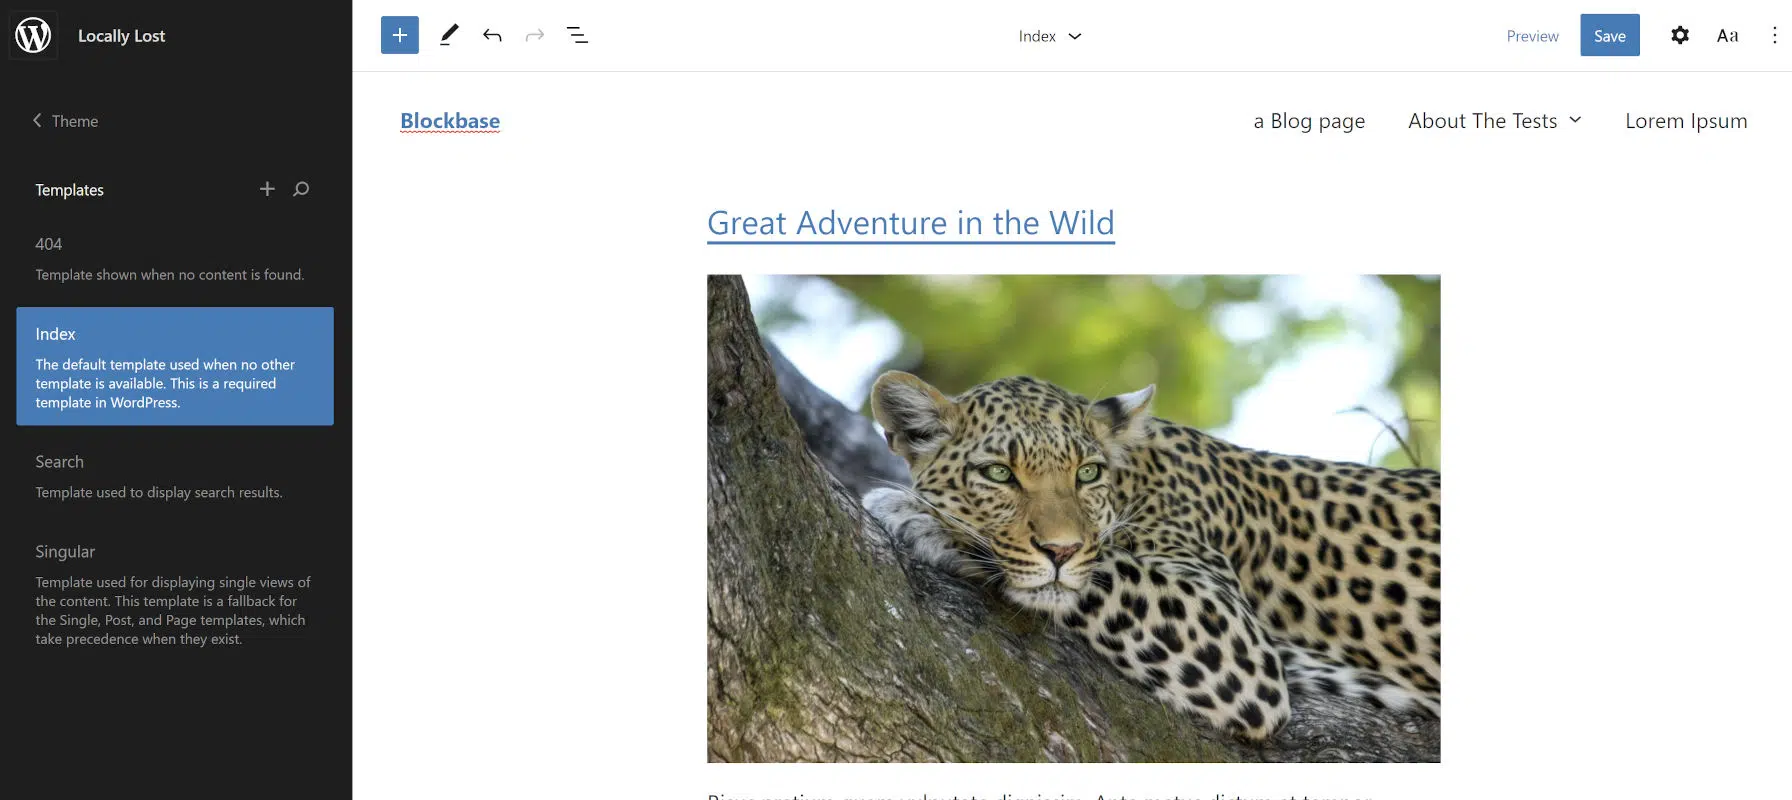 Locally Lost
Index
Preview
Save
Aa
Theme
Templates
404
Template shown when no content is found.
Index
The default template used when no other
template is available. This is a required
template in WordPress.
Search
Template used to display search results.
Singular
Template used for displaying single views of
the content. This template is a fallback for
the Single, Post, and Page templates, which
take precedence when they exist.
Blockbase
a Blog page
About The Tests
Lorem Ipsum
Great Adventure in the Wild